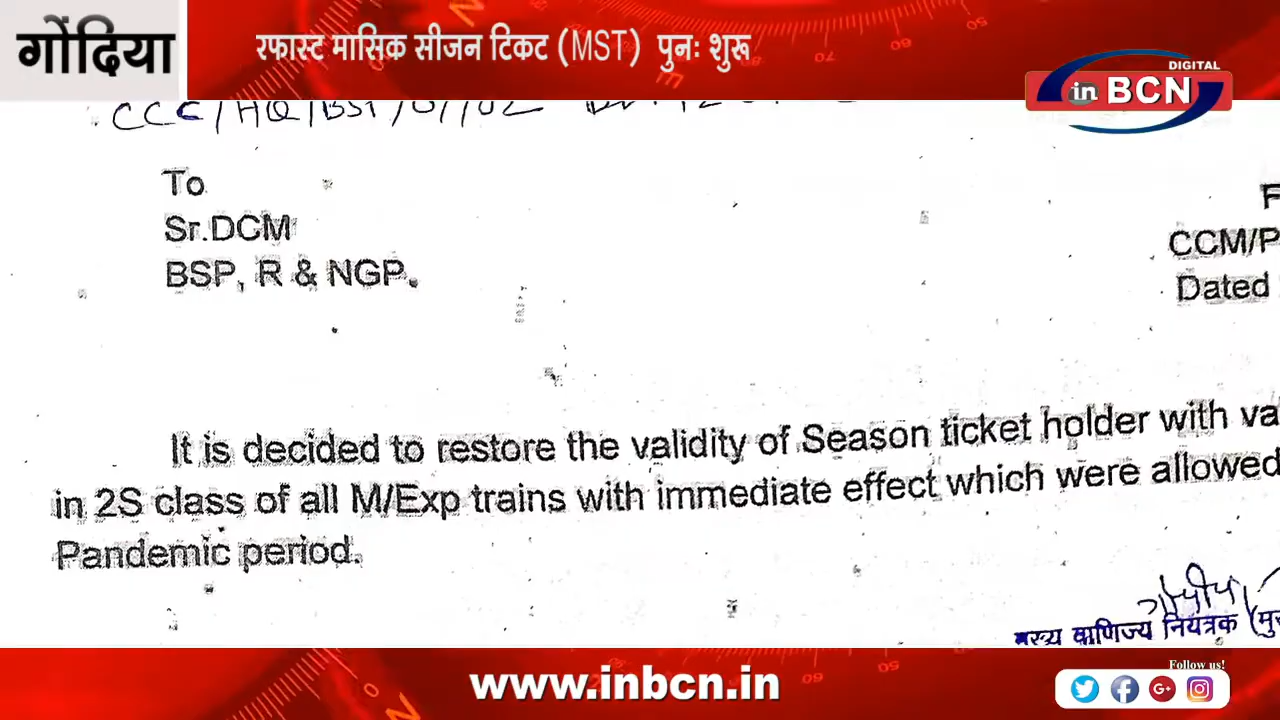 गोंदिया
रफास्ट मासिक सीजन टिकट (MST) पुनः शुरू
DIGITAL
in BCN
To
Sr.DCM
BSP, R & NGP.
CCM/P
Dated
It is decided to restore the validity of Season ticket holder with va
in 2S class of all M/Exp trains with immediate effect which were allowed
Pandemic period.
वाणिज्य नियंत्रक
www.inbcn.in
Follow us!